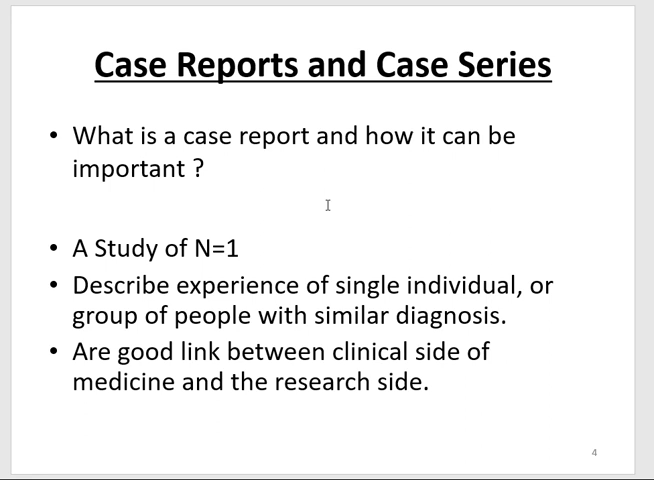 Case Reports and Case Series
• What is a case report and how it can be
important ?
• A Study of N=1
• Describe experience of single individual, or
group of people with similar diagnosis.
• Are good link between clinical side of
medicine and the research side.
4